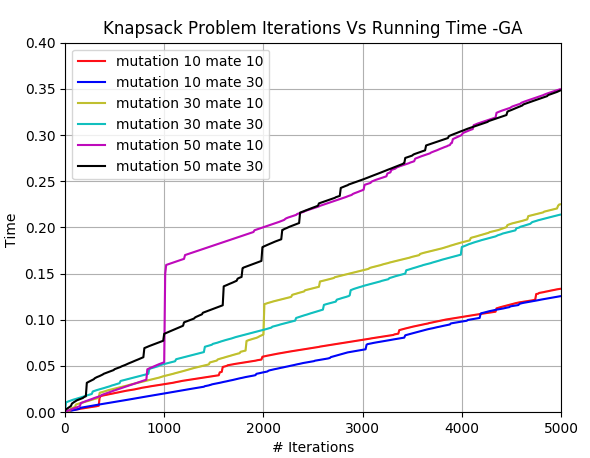 Knapsack Problem Iterations Vs Running Time -GA
0.40
0.35
0.30
0.25
0.20
0.15
0.10
0.05
0.00
Time
mutation 10 mate 10
mutation 10 mate 30
mutation 30 mate 10
mutation 30 mate 30
mutation 50 mate 10
mutation 50 mate 30
0 1000 2000 3000 4000 5000
# Iterations